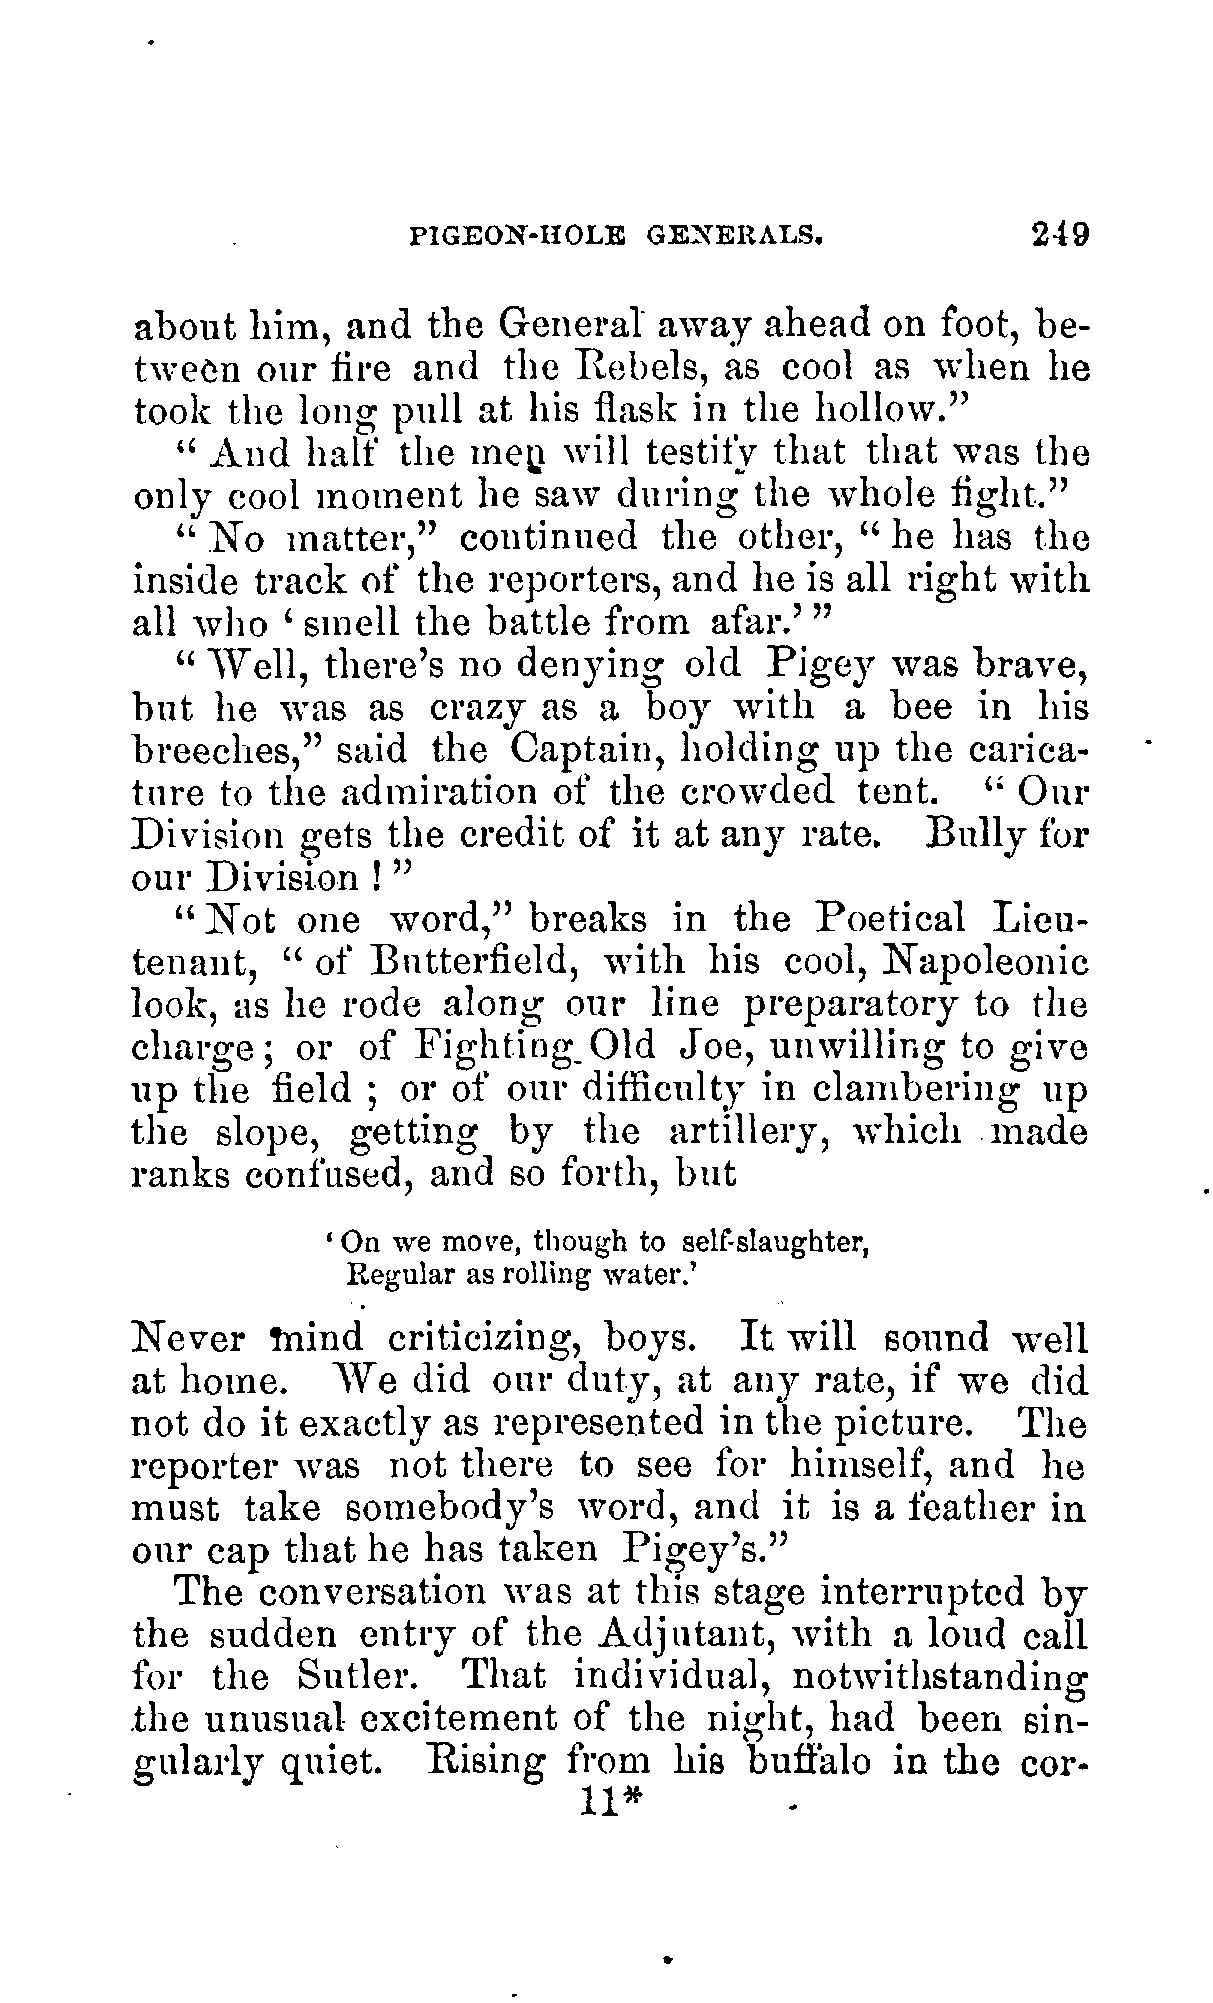 PIGEON-HOLE GENERALS. 249
about him, and the General away ahead on foot, be-
tween our fire and the Rebels, as cool as when he
took the long pull at his flask in the hollow."
"And half the men will testify that that was the
only cool moment he saw during the whole fight."
"No matter," continued the other, "he has the
inside track of the reporters, and he is all right with
all who 'smell the battle from afar.'"
"Well, there's no denying old Pigey was brave,
but he was as crazy as a boy with a bee in his
breeches," said the Captain, holding up the carica-
ture to the admiration of the crowded tent. "Our
Division gets the credit of it at any rate. Bully for
our Division!"
"Not one word," breaks in the Poetical Lieu-
tenant, "of Butterfield, with his cool, Napoleonic
look, as he rode along our line preparatory to the
charge; or of Fighting Old Joe, unwilling to give
up the field; or of our difficulty in clambering up
the slope, getting by the artillery, which made
ranks confused, and so forth, but
'On we move, though to self-slaughter,
Regular as rolling water.'
Never mind criticizing, boys. It will sound well
at home. We did our duty, at any rate, if we did
not do it exactly as represented in the picture. The
reporter was not there to see for himself, and he
must take somebody's word, and it is a feather in
our cap that he has taken Pigey's."
The conversation was at this stage interrupted by
the sudden entry of the Adjutant, with a loud call
for the Sutler. That individual, notwithstanding
the unusual excitement of the night, had been sin-
gularly quiet. Rising from his buffalo in the cor-
11*